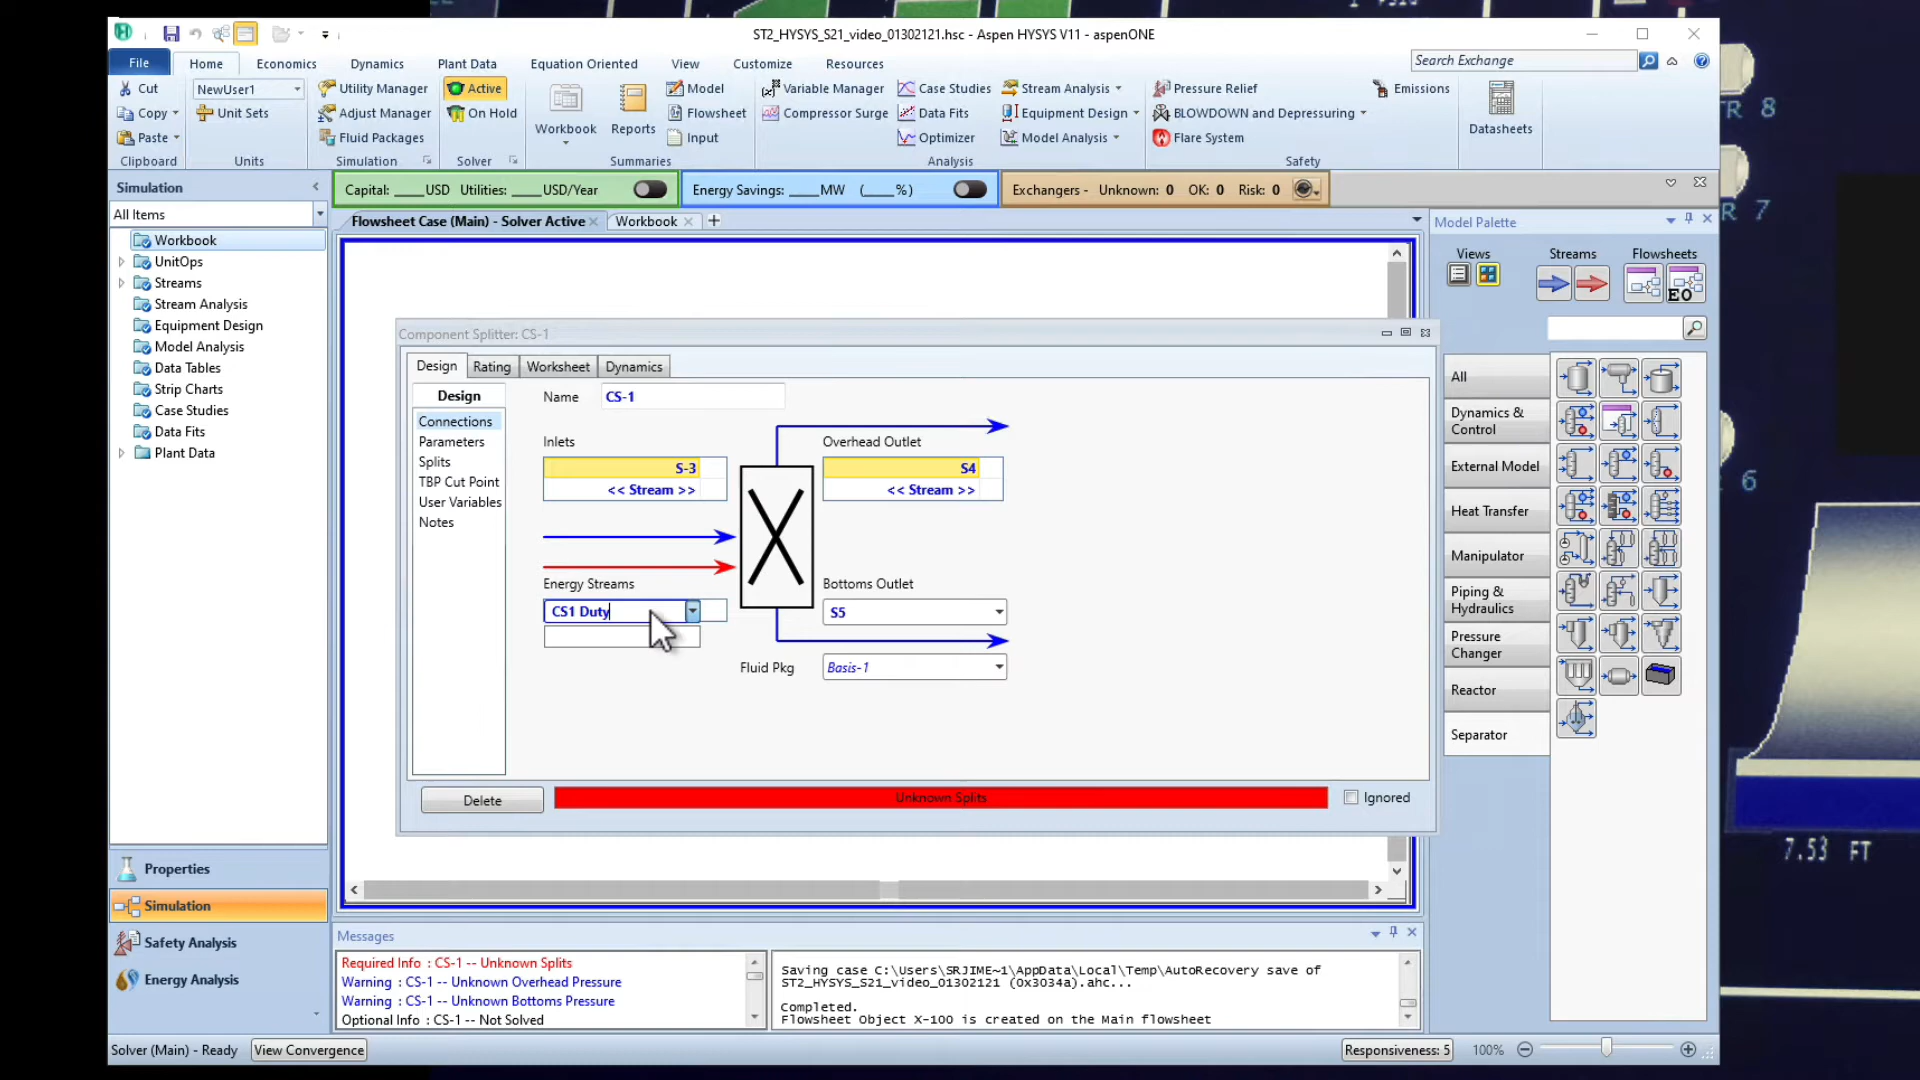 ST2_HYSYS_S21_video_01302121.hsc - Aspen HYSYS V11 - aspenONE
File
Home
Economics
Dynamics
Plant Data
Equation Oriented
View
Customize
Resources
Search Exchange
Cut
Copy
Paste
Clipboard
NewUser1
Unit Sets
Units
Utility Manager
Adjust Manager
Fluid Packages
Simulation
Active
On Hold
Solver
Workbook
Reports
Model
Flowsheet
Input
Summaries
Variable Manager
Compressor Surge
Case Studies
Data Fits
Optimizer
Stream Analysis
Equipment Design
Model Analysis
Analysis
Pressure Relief
BLOWDOWN and Depressuring
Flare System
Emissions
Safety
Datasheets
TR 8
R 7
6
7.53 FT
Simulation
All Items
Workbook
UnitOps
Streams
Stream Analysis
Equipment Design
Model Analysis
Data Tables
Strip Charts
Case Studies
Data Fits
Plant Data
Properties
Simulation
Safety Analysis
Energy Analysis
Capital: ____USD Utilities: ____USD/Year
Energy Savings: ____MW (____%)
Exchangers - Unknown: 0 OK: 0 Risk: 0
Flowsheet Case (Main) - Solver Active
Workbook
Component Splitter: CS-1
Design
Rating
Worksheet
Dynamics
Design
Connections
Parameters
Splits
TBP Cut Point
User Variables
Notes
Name CS-1
Inlets
S-3
<< Stream >>
Overhead Outlet
S4
<< Stream >>
Energy Streams
CS1 Duty
Bottoms Outlet
S5
Fluid Pkg Basis-1
Delete
Unknown Splits
Ignored
Model Palette
Views
Streams
Flowsheets
EO
All
Dynamics &
Control
External Model
Heat Transfer
Manipulator
Piping &
Hydraulics
Pressure
Changer
Reactor
Separator
Messages
Required Info : CS-1 -- Unknown Splits
Warning : CS-1 -- Unknown Overhead Pressure
Warning : CS-1 -- Unknown Bottoms Pressure
Optional Info : CS-1 -- Not Solved
Saving case C:\Users\SRJIME~1\AppData\Local\Temp\AutoRecovery save of
ST2_HYSYS_S21_video_01302121 (0x3034a).ahc...
Completed.
Flowsheet Object X-100 is created on the Main flowsheet
Solver (Main) - Ready
View Convergence
Responsiveness: 5
100%